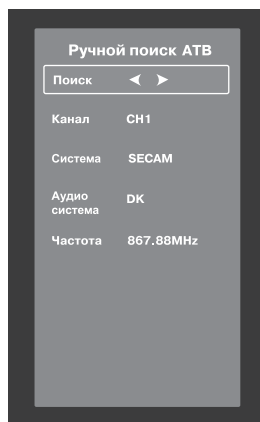 Ручной поиск АТВ
Поиск
Канал CH1
Система SECAM
Аудио
система DK
Частота 867.88MHz